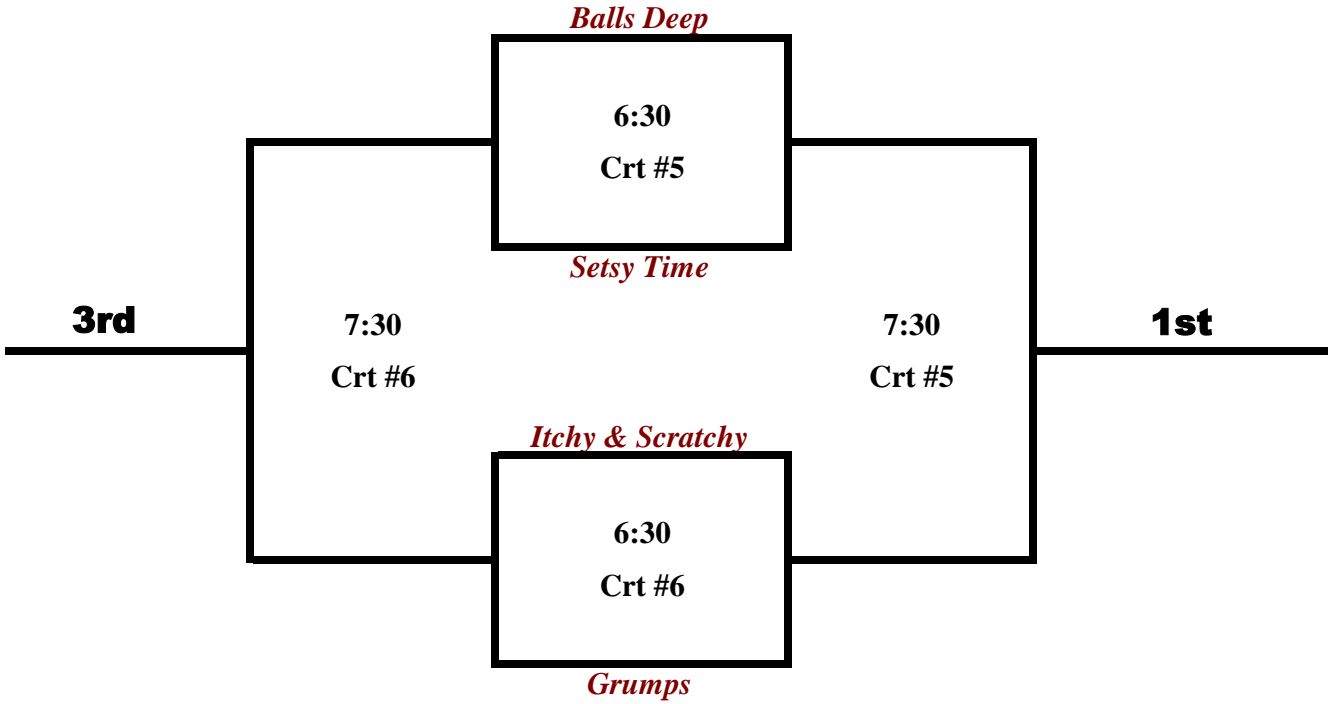 Balls Deep
6:30
Crt #5
Setsy Time
3rd
7:30
Crt #6
7:30
Crt #5
1st
Itchy & Scratchy
6:30
Crt #6
Grumps